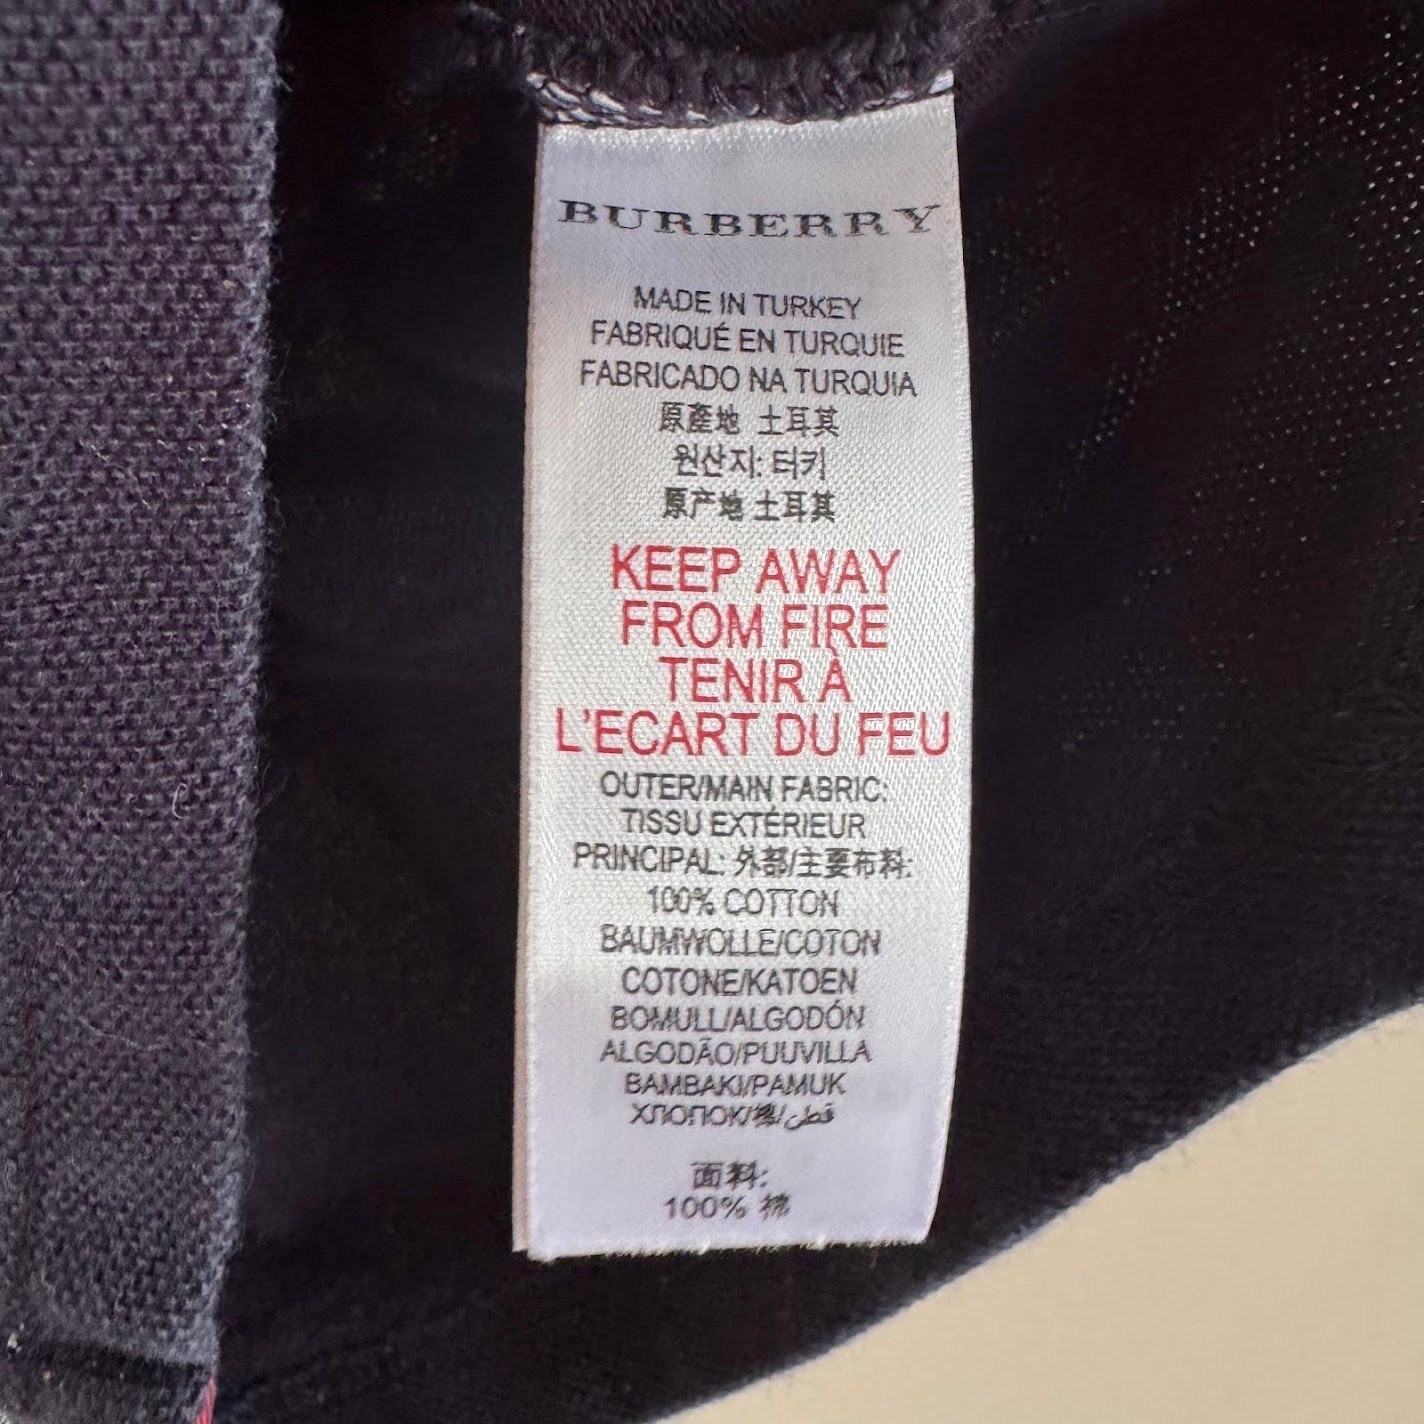 BURBERRY
MADE IN TURKEY
FABRIQUÉ EN TURQUIE
FABRICADO NA TURQUIA
原產地 土耳其
원산지: 터키
原产地 土耳其
KEEP AWAY
FROM FIRE
TENIR À
L'ECART DU FEU
OUTER/MAIN FABRIC:
TISSU EXTÉRIEUR
PRINCIPAL: 外部/主要布料:
100% COTTON
BAUMWOLLE/COTON
COTONE/KATOEN
BOMULL/ALGODÓN
ALGODÃO/PUUVILLA
BAMBAKI/PAMUK
ХЛОПОК/棉/قطن
面料:
100% 棉